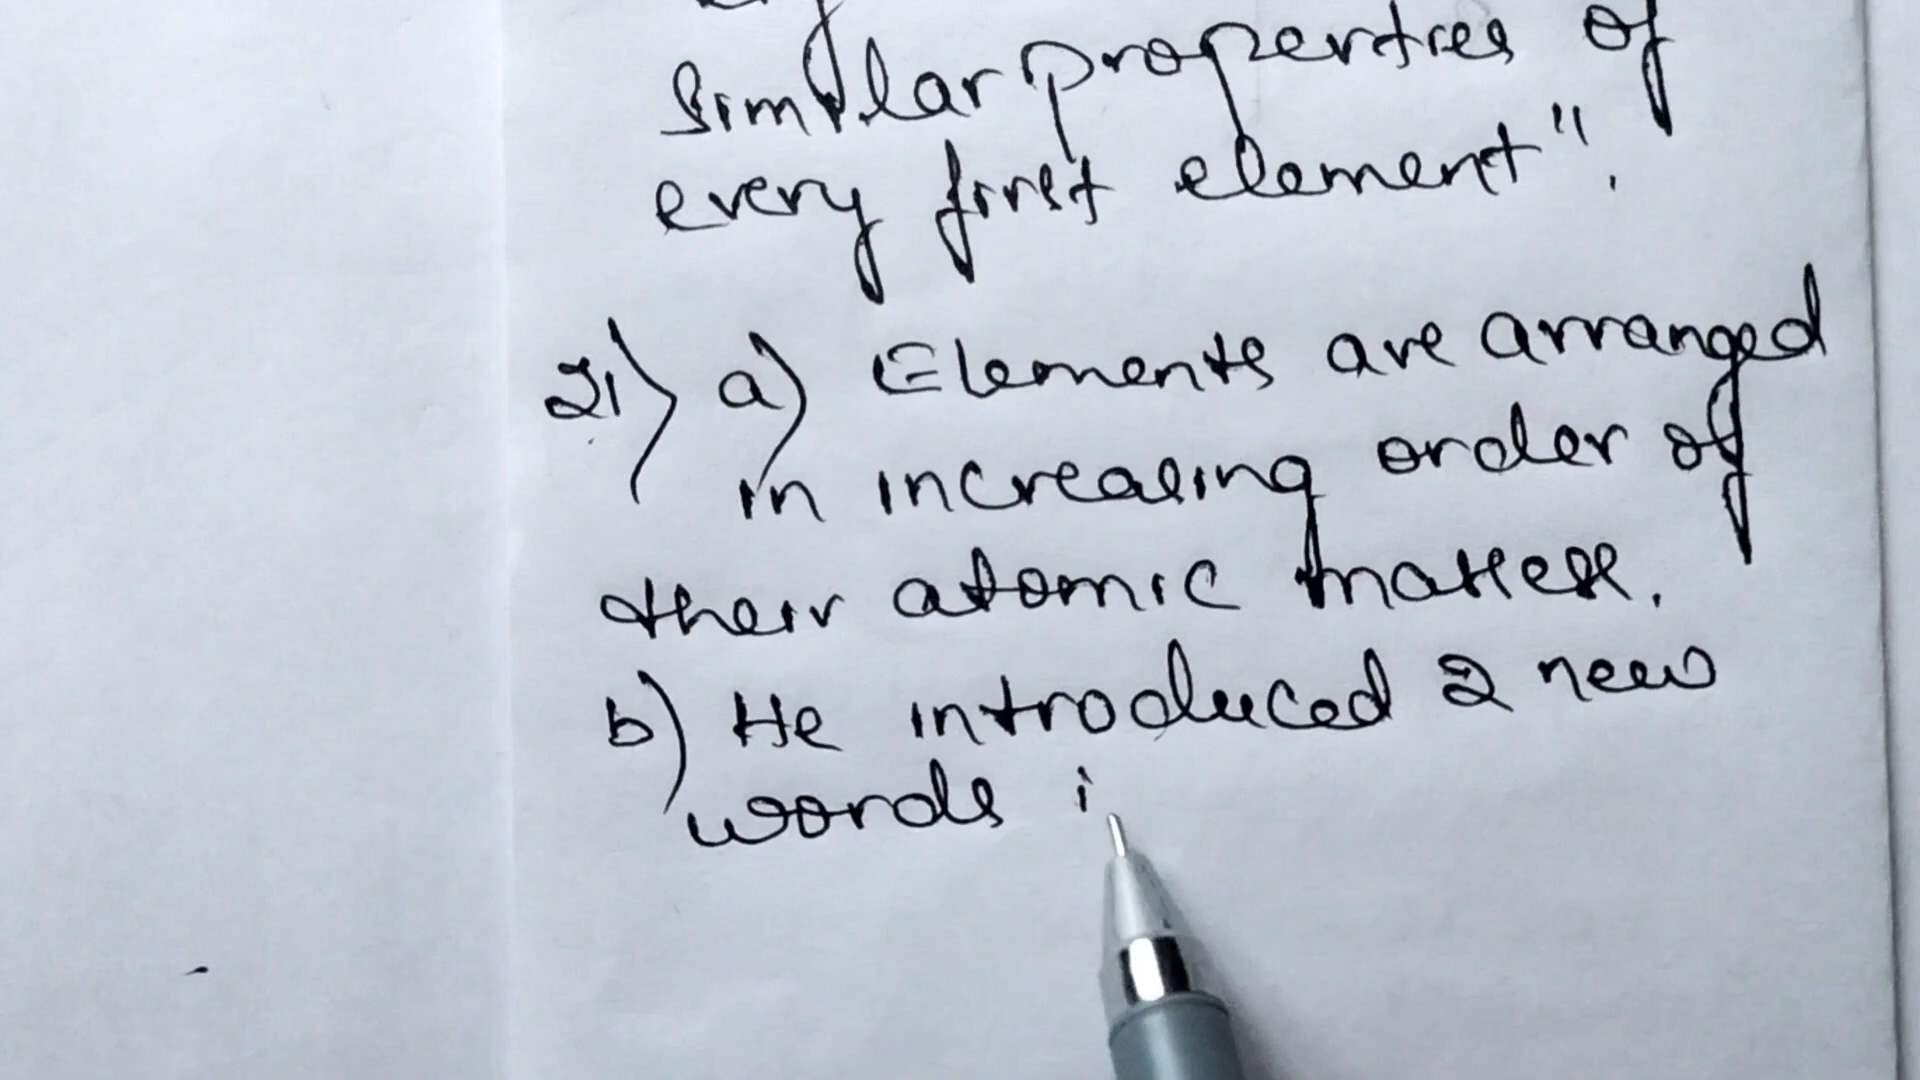 similar properties of
every first element".
21) a) Elements are arranged
in increasing order of
their atomic masses.
b) He introduced 2 new
words i